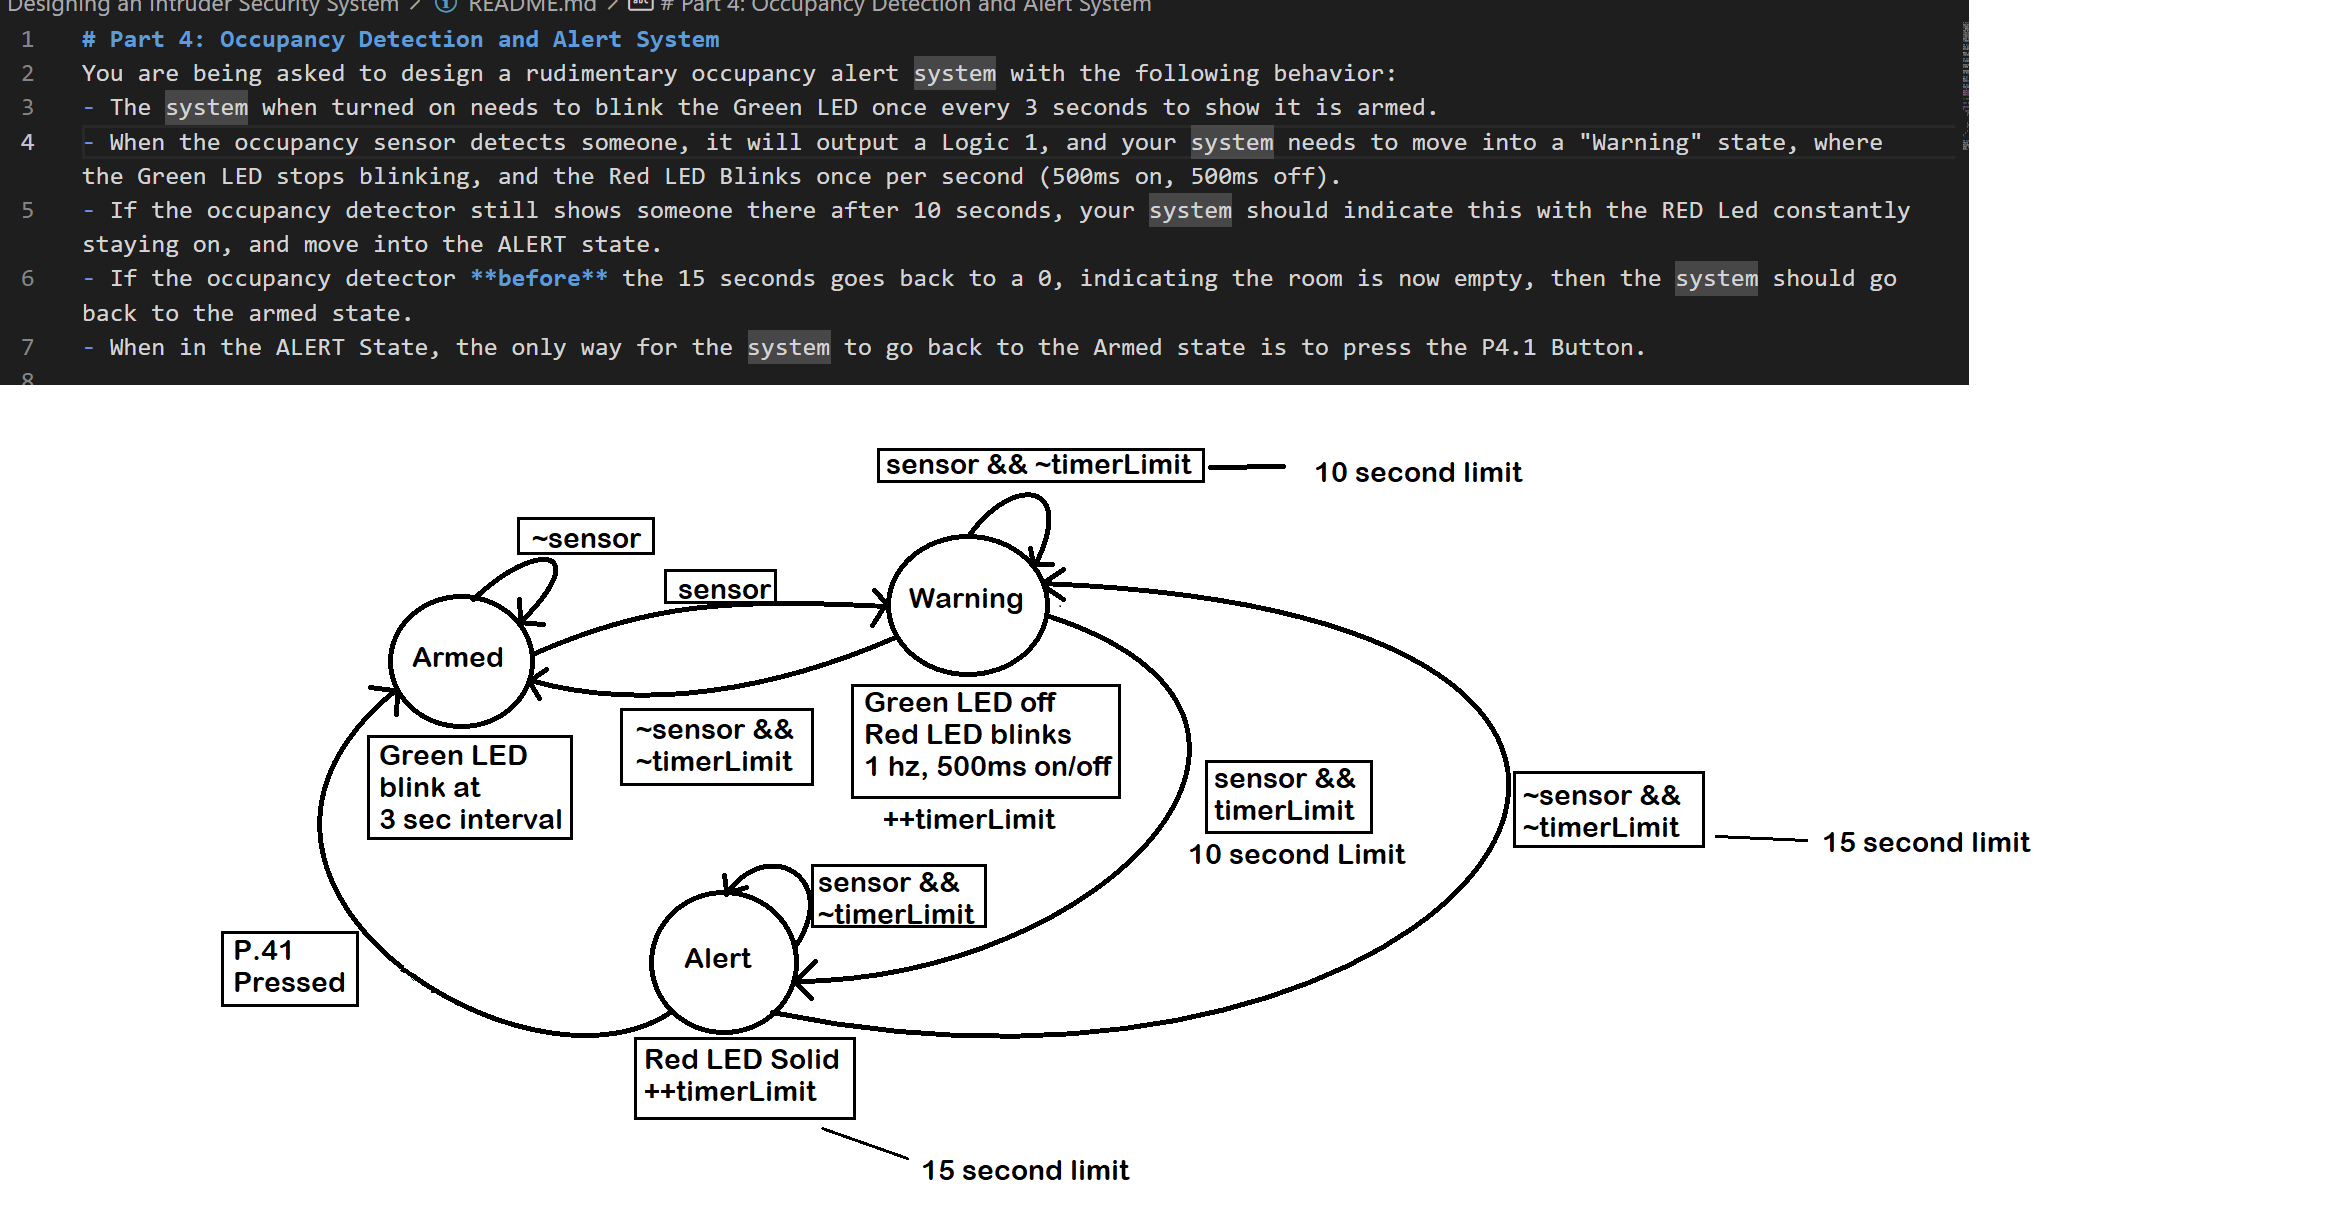 Designing an Intruder Security System > README.md > # Part 4: Occupancy Detection and Alert System
1 # Part 4: Occupancy Detection and Alert System
2 You are being asked to design a rudimentary occupancy alert system with the following behavior:
3 - The system when turned on needs to blink the Green LED once every 3 seconds to show it is armed.
4 - When the occupancy sensor detects someone, it will output a Logic 1, and your system needs to move into a "Warning" state, where
the Green LED stops blinking, and the Red LED Blinks once per second (500ms on, 500ms off).
5 - If the occupancy detector still shows someone there after 10 seconds, your system should indicate this with the RED Led constantly
staying on, and move into the ALERT state.
6 - If the occupancy detector **before** the 15 seconds goes back to a 0, indicating the room is now empty, then the system should go
back to the armed state.
7 - When in the ALERT State, the only way for the system to go back to the Armed state is to press the P4.1 Button.
8
sensor && ~timerLimit
10 second limit
~sensor
sensor
Warning
Armed
~sensor &&
~timerLimit
Green LED off
Red LED blinks
1 hz, 500ms on/off
++timerLimit
Green LED
blink at
3 sec interval
sensor &&
timerLimit
10 second Limit
~sensor &&
~timerLimit
15 second limit
sensor &&
~timerLimit
Alert
P.41
Pressed
Red LED Solid
++timerLimit
15 second limit